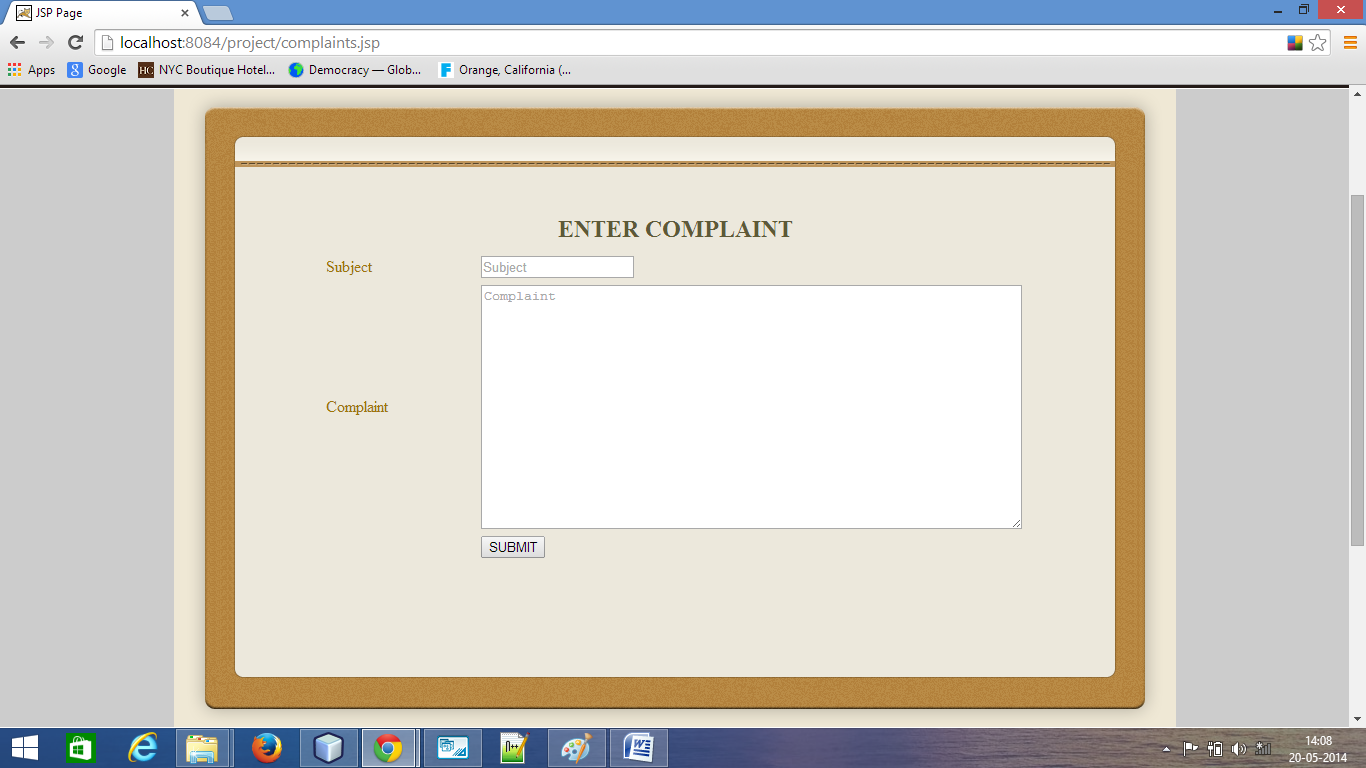 JSP Page
localhost:8084/project/complaints.jsp
Apps Google HC NYC Boutique Hotel... Democracy — Glob... Orange, California (...
ENTER COMPLAINT
Subject Subject
Complaint
Complaint
SUBMIT
14:08
20-05-2014